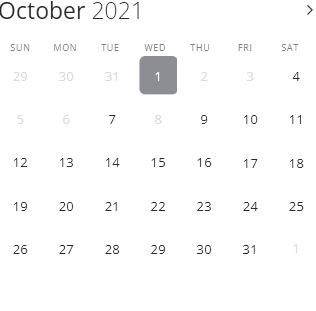 October 2021 >
SUN MON TUE WED THU FRI SAT
29 30 31 1 2 3 4
5 6 7 8 9 10 11
12 13 14 15 16 17 18
19 20 21 22 23 24 25
26 27 28 29 30 31 1